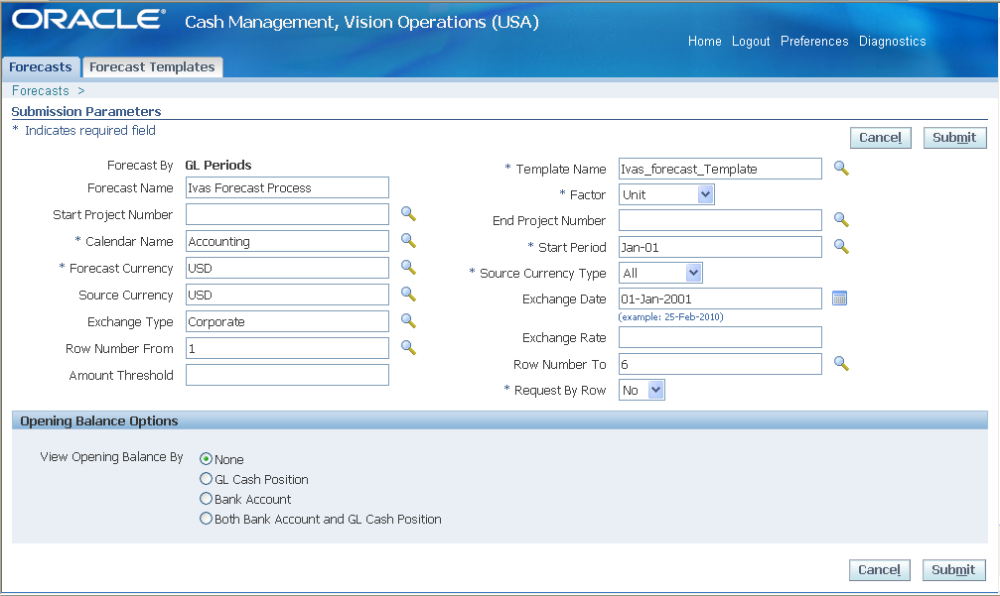 ORACLE® Cash Management, Vision Operations (USA)
Home Logout Preferences Diagnostics
Forecasts Forecast Templates
Forecasts >
Submission Parameters
* Indicates required field
Cancel Submit
Forecast By GL Periods
Forecast Name Ivas Forecast Process
Start Project Number
* Calendar Name Accounting
* Forecast Currency USD
Source Currency USD
Exchange Type Corporate
Row Number From 1
Amount Threshold
* Template Name Ivas_forecast_Template
* Factor Unit
End Project Number
* Start Period Jan-01
* Source Currency Type All
Exchange Date 01-Jan-2001
(example: 25-Feb-2010)
Exchange Rate
Row Number To 6
* Request By Row No
Opening Balance Options
View Opening Balance By
None
GL Cash Position
Bank Account
Both Bank Account and GL Cash Position
Cancel Submit